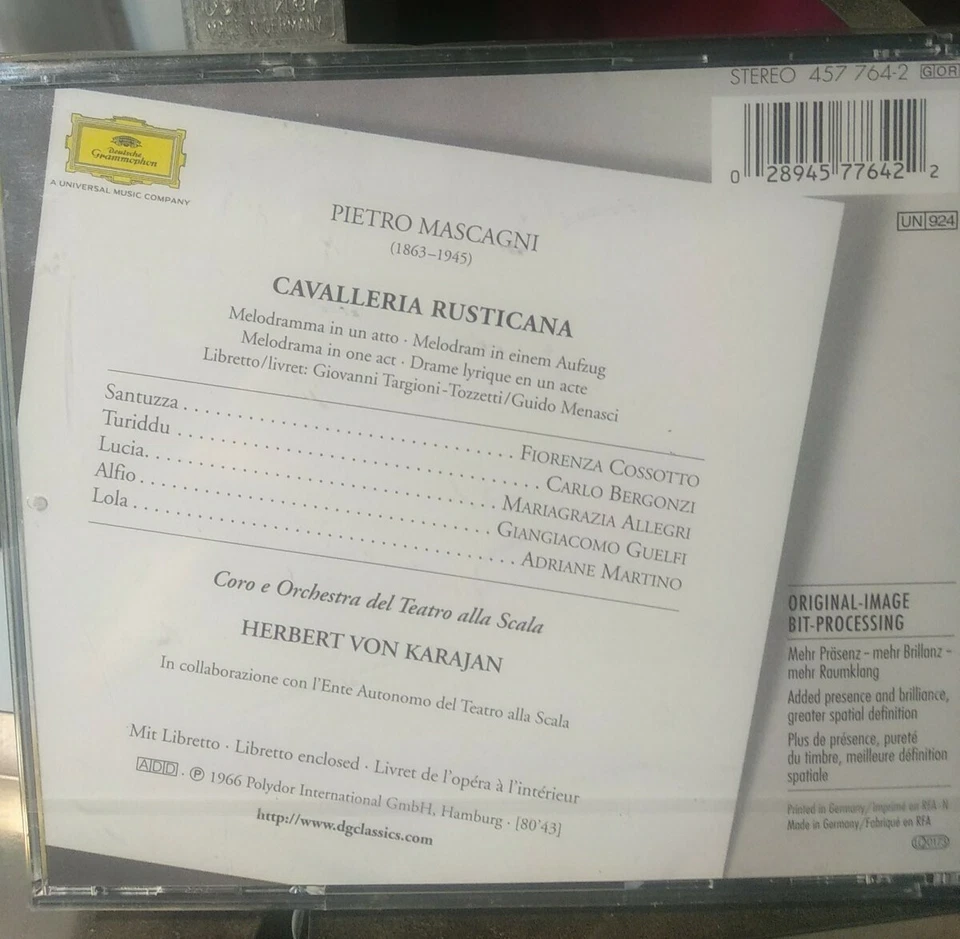 STEREO 457 764-2 GOR
0 28945 77642 2
UN 924
Deutsche
Grammophon
A UNIVERSAL MUSIC COMPANY
PIETRO MASCAGNI
(1863–1945)
CAVALLERIA RUSTICANA
Melodramma in un atto · Melodram in einem Aufzug
Melodrama in one act · Drame lyrique en un acte
Libretto/livret: Giovanni Targioni-Tozzetti/Guido Menasci
Santuzza . . . . . . . . . . . . . . . . . . . . . . . . . . . . . . FIORENZA COSSOTTO
Turiddu . . . . . . . . . . . . . . . . . . . . . . . . . . . . . . CARLO BERGONZI
Lucia. . . . . . . . . . . . . . . . . . . . . . . . . . . . . . MARIAGRAZIA ALLEGRI
Alfio . . . . . . . . . . . . . . . . . . . . . . . . . . . . . . GIANGIACOMO GUELFI
Lola . . . . . . . . . . . . . . . . . . . . . . . . . . . . . . ADRIANE MARTINO
Coro e Orchestra del Teatro alla Scala
HERBERT VON KARAJAN
In collaborazione con l'Ente Autonomo del Teatro alla Scala
Mit Libretto · Libretto enclosed · Livret de l'opéra à l'intérieur
ADD · ℗ 1966 Polydor International GmbH, Hamburg · [80'43]
http://www.dgclassics.com
ORIGINAL-IMAGE
BIT-PROCESSING
Mehr Präsenz – mehr Brillanz –
mehr Raumklang
Added presence and brilliance,
greater spatial definition
Plus de présence, pureté
du timbre, meilleure définition
spatiale
Printed in Germany/Imprimé en RFA · N
Made in Germany/Fabriqué en RFA